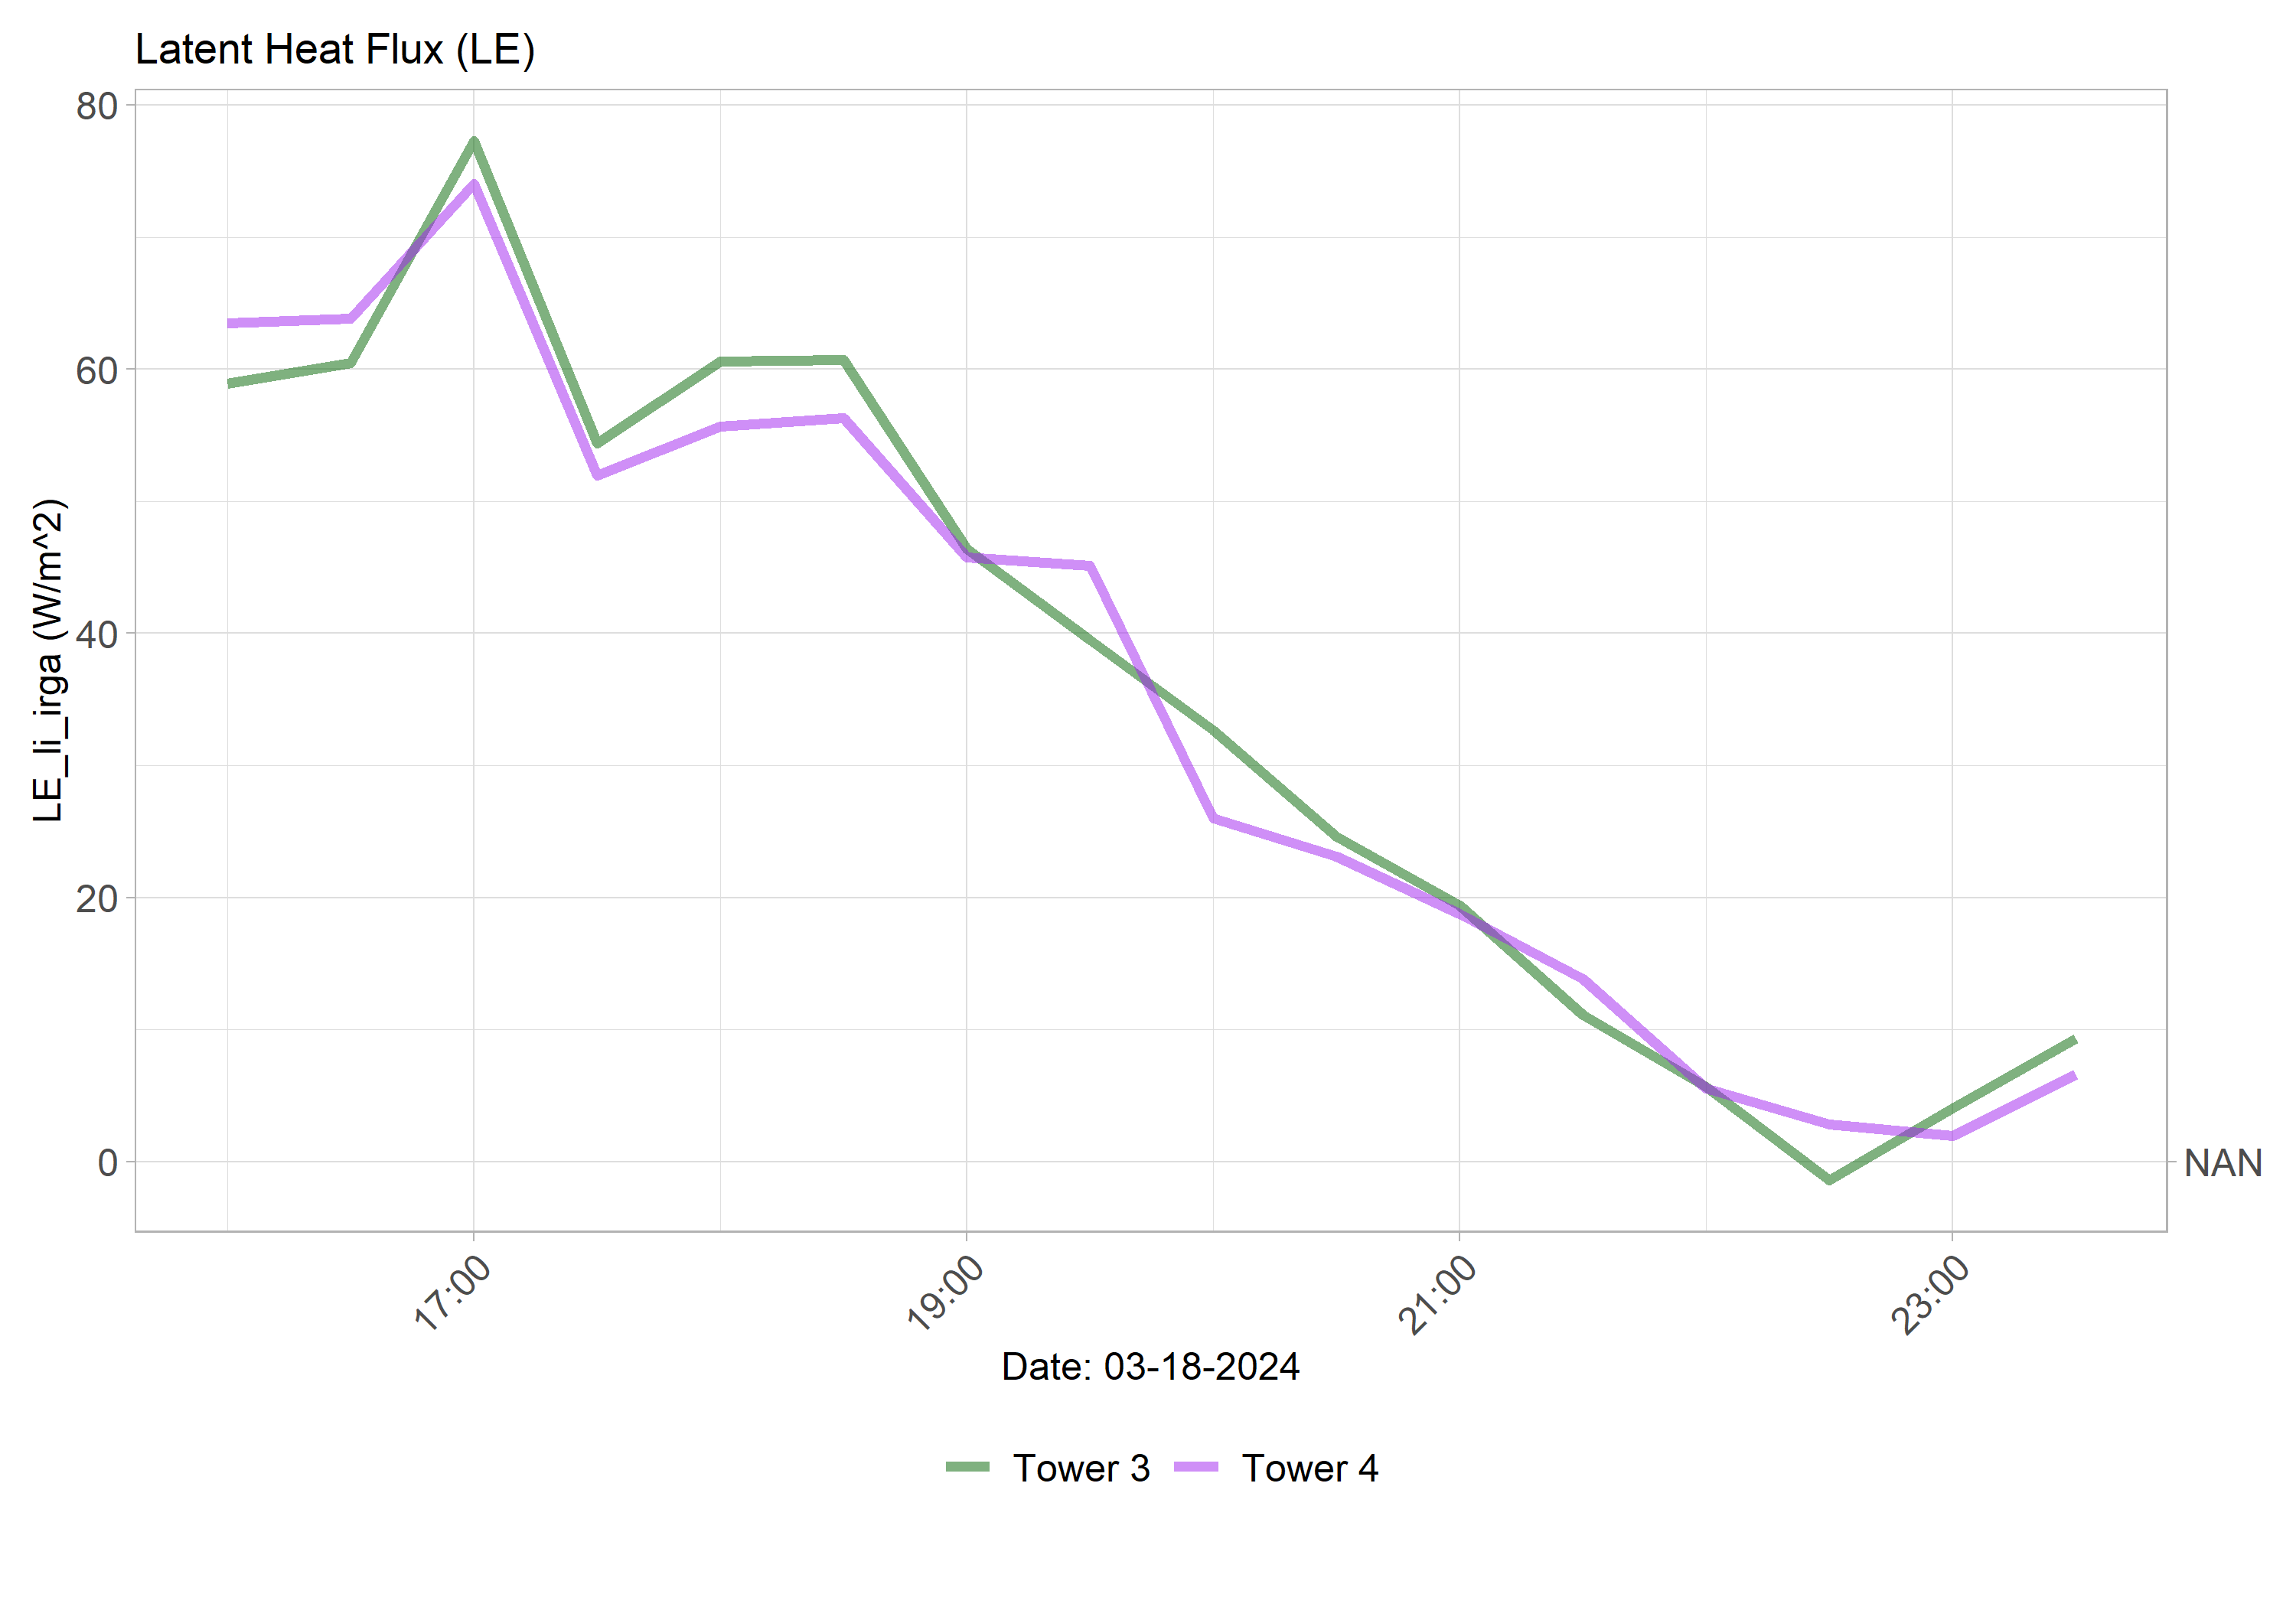 Latent Heat Flux (LE)
LE_li_irga (W/m^2)
80
60
40
20
0
NAN
17:00
19:00
21:00
23:00
Date: 03-18-2024
Tower 3
Tower 4